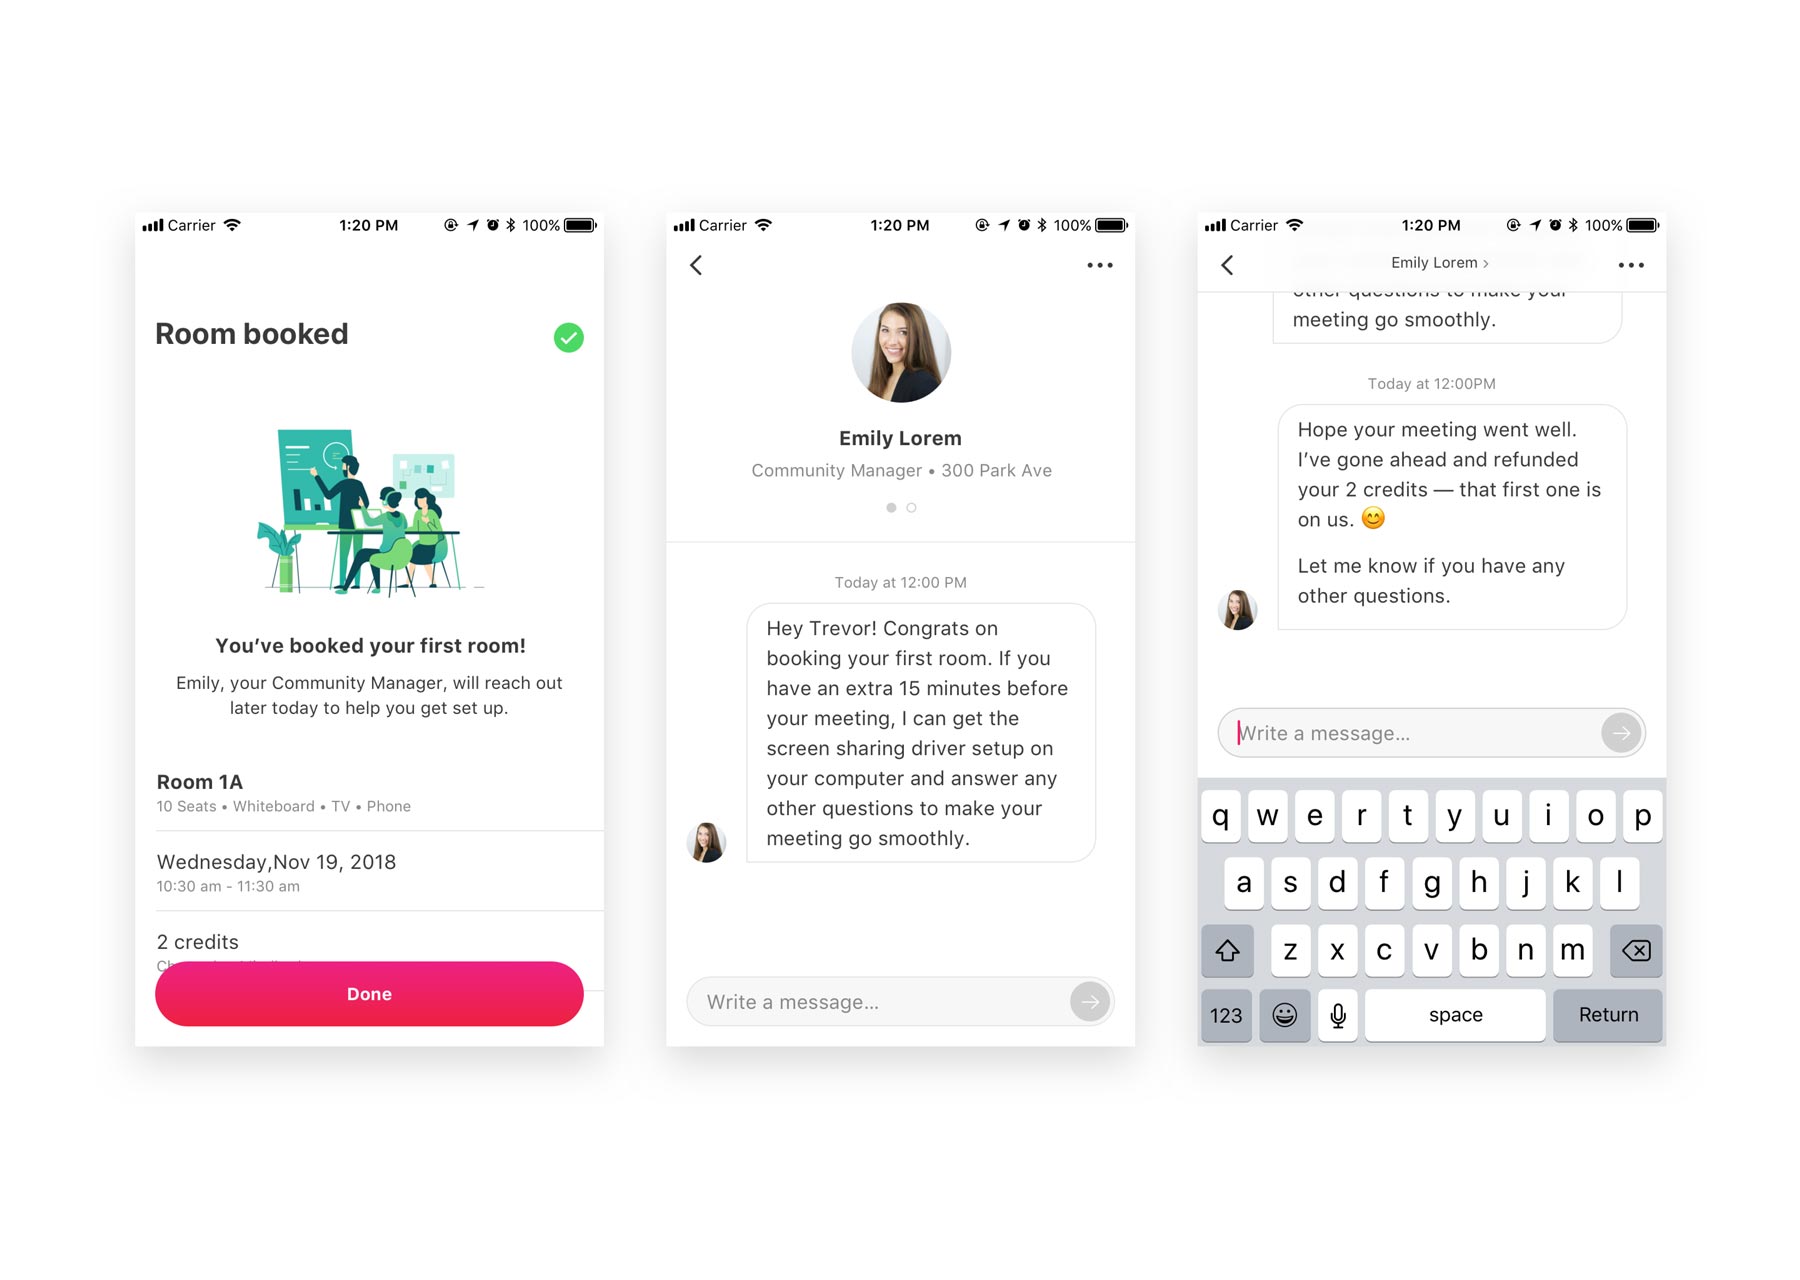 Carrier 1:20 PM 100%
Room booked
You’ve booked your first room!
Emily, your Community Manager, will reach out
later today to help you get set up.
Room 1A
10 Seats • Whiteboard • TV • Phone
Wednesday,Nov 19, 2018
10:30 am - 11:30 am
2 credits
Done
Carrier 1:20 PM 100%
Emily Lorem
Community Manager • 300 Park Ave
Today at 12:00 PM
Hey Trevor! Congrats on
booking your first room. If you
have an extra 15 minutes before
your meeting, I can get the
screen sharing driver setup on
your computer and answer any
other questions to make your
meeting go smoothly.
Write a message...
Carrier 1:20 PM 100%
Emily Lorem ›
other questions to make your
meeting go smoothly.
Today at 12:00PM
Hope your meeting went well.
I’ve gone ahead and refunded
your 2 credits — that first one is
on us. 😊
Let me know if you have any
other questions.
Write a message...
q w e r t y u i o p
a s d f g h j k l
z x c v b n m
123 space Return